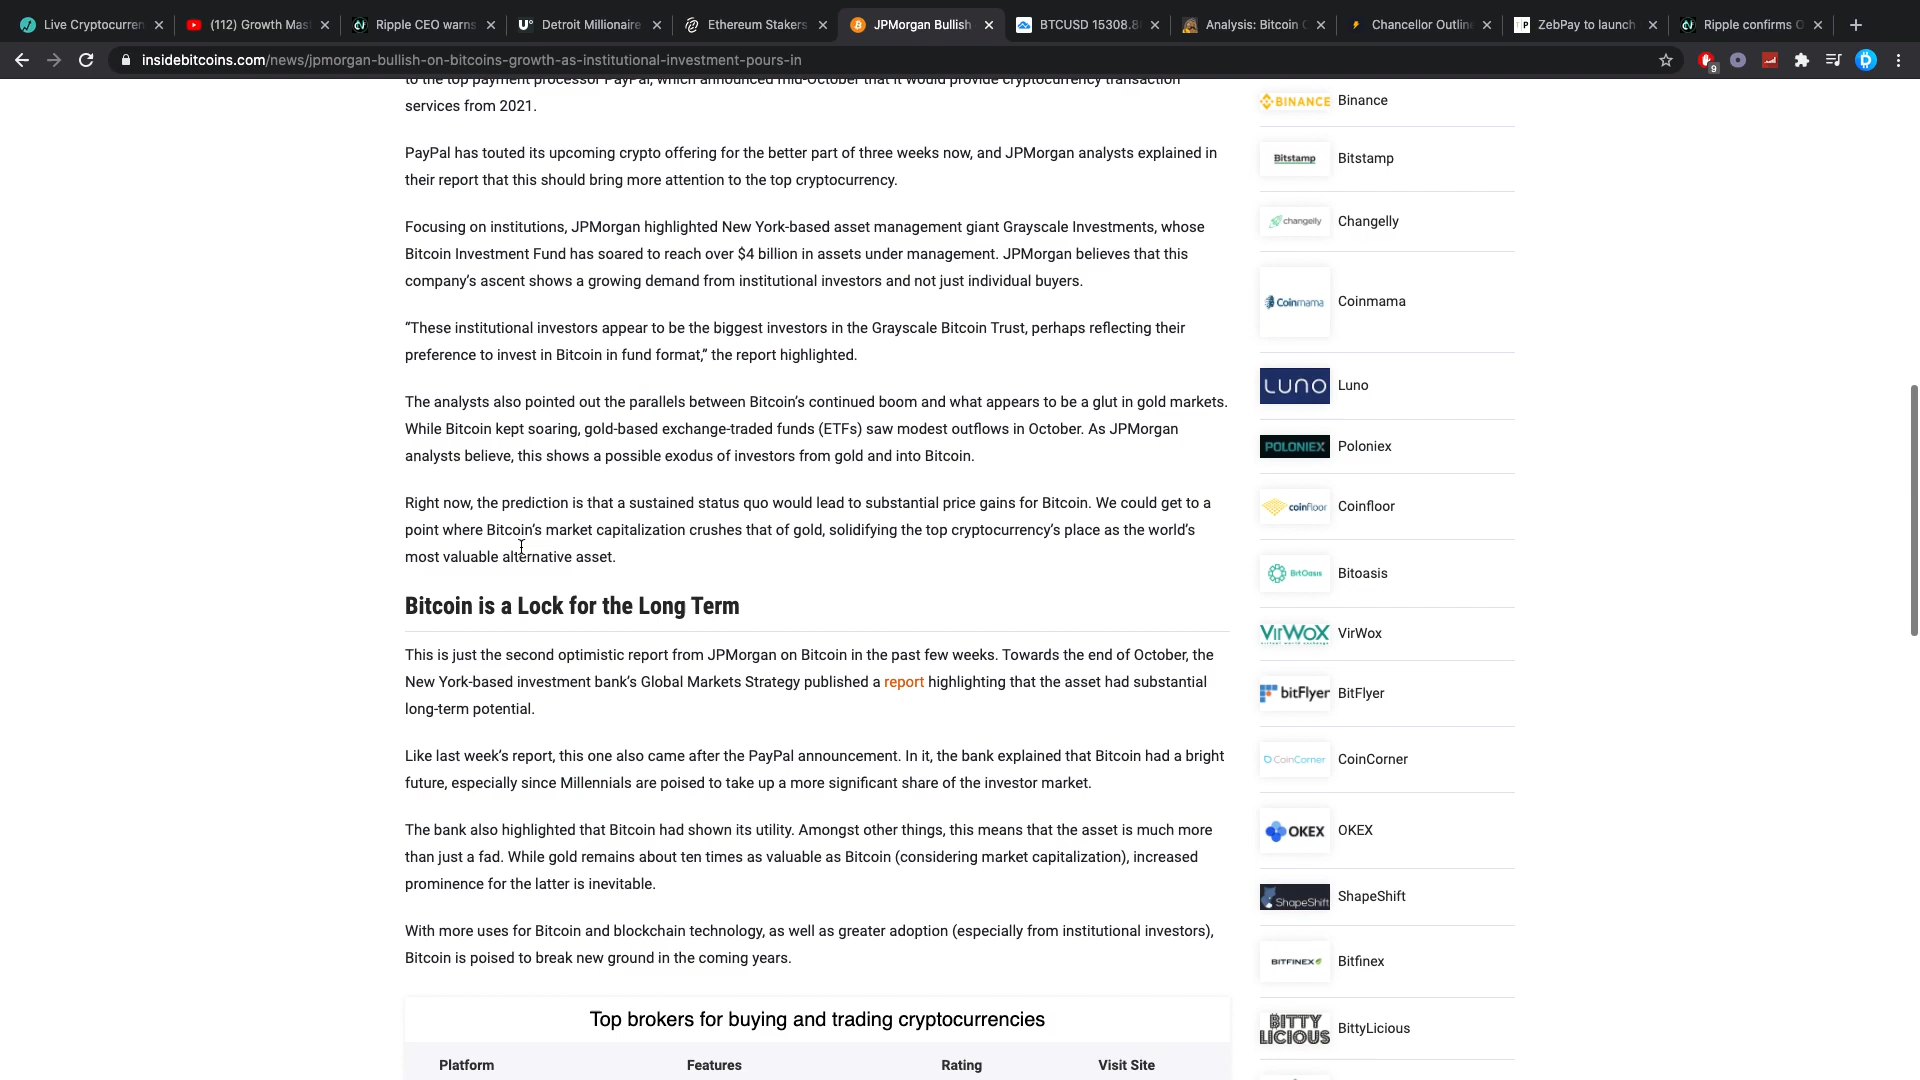 Live Cryptocurren
(112) Growth Mas
Ripple CEO warns
Detroit Millionaire
Ethereum Stakers
JPMorgan Bullish
BTCUSD 15308.8
Analysis: Bitcoin
Chancellor Outline
ZebPay to launch
Ripple confirms
insidebitcoins.com/news/jpmorgan-bullish-on-bitcoins-growth-as-institutional-investment-pours-in
9
to the top payment processor PayPal, which announced mid-October that it would provide cryptocurrency transaction
services from 2021.
PayPal has touted its upcoming crypto offering for the better part of three weeks now, and JPMorgan analysts explained in
their report that this should bring more attention to the top cryptocurrency.
Focusing on institutions, JPMorgan highlighted New York-based asset management giant Grayscale Investments, whose
Bitcoin Investment Fund has soared to reach over $4 billion in assets under management. JPMorgan believes that this
company’s ascent shows a growing demand from institutional investors and not just individual buyers.
“These institutional investors appear to be the biggest investors in the Grayscale Bitcoin Trust, perhaps reflecting their
preference to invest in Bitcoin in fund format,” the report highlighted.
The analysts also pointed out the parallels between Bitcoin’s continued boom and what appears to be a glut in gold markets.
While Bitcoin kept soaring, gold-based exchange-traded funds (ETFs) saw modest outflows in October. As JPMorgan
analysts believe, this shows a possible exodus of investors from gold and into Bitcoin.
Right now, the prediction is that a sustained status quo would lead to substantial price gains for Bitcoin. We could get to a
point where Bitcoin’s market capitalization crushes that of gold, solidifying the top cryptocurrency’s place as the world’s
most valuable alternative asset.
Bitcoin is a Lock for the Long Term
This is just the second optimistic report from JPMorgan on Bitcoin in the past few weeks. Towards the end of October, the
New York-based investment bank’s Global Markets Strategy published a report highlighting that the asset had substantial
long-term potential.
Like last week’s report, this one also came after the PayPal announcement. In it, the bank explained that Bitcoin had a bright
future, especially since Millennials are poised to take up a more significant share of the investor market.
The bank also highlighted that Bitcoin had shown its utility. Amongst other things, this means that the asset is much more
than just a fad. While gold remains about ten times as valuable as Bitcoin (considering market capitalization), increased
prominence for the latter is inevitable.
With more uses for Bitcoin and blockchain technology, as well as greater adoption (especially from institutional investors),
Bitcoin is poised to break new ground in the coming years.
Top brokers for buying and trading cryptocurrencies
Platform Features Rating Visit Site
BINANCE Binance
Bitstamp Bitstamp
changelly Changelly
Coinmama Coinmama
LUNO Luno
POLONIEX Poloniex
coinfloor Coinfloor
BitOasis Bitoasis
VirWoX VirWox
bitFlyer BitFlyer
CoinCorner CoinCorner
OKEX OKEX
ShapeShift ShapeShift
BITFINEX Bitfinex
BITTY LICIOUS BittyLicious